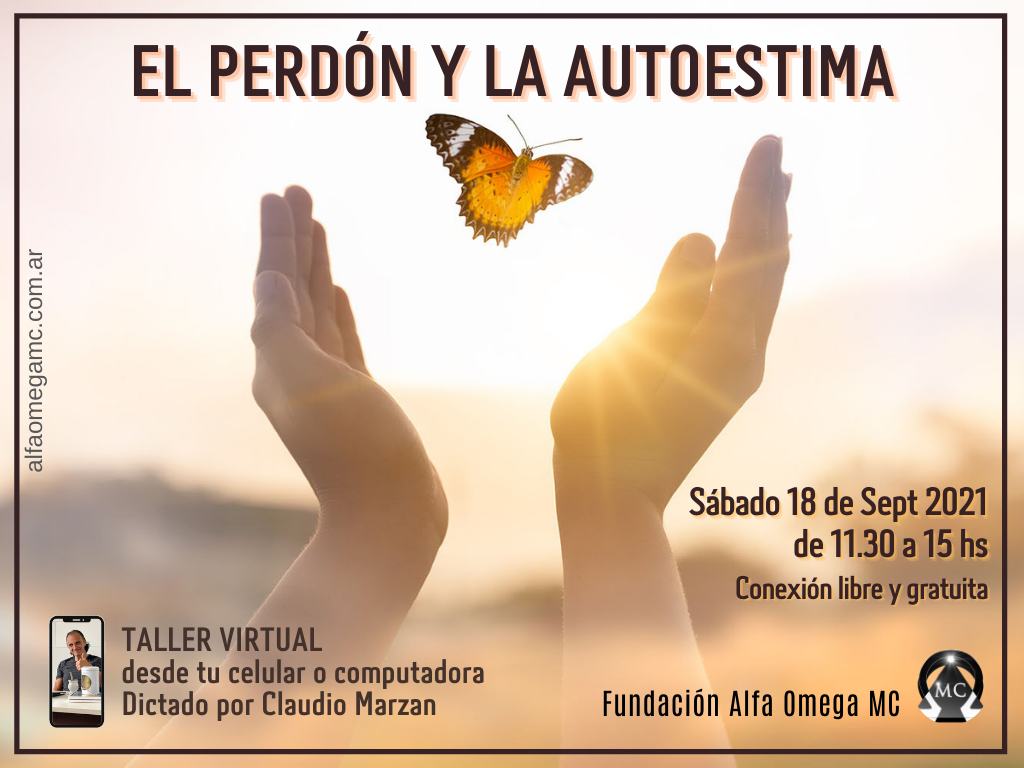 EL PERDÓN Y LA AUTOESTIMA
alfaomegamc.com.ar
Sábado 18 de Sept 2021
de 11.30 a 15 hs
Conexión libre y gratuita
TALLER VIRTUAL
desde tu celular o computadora
Dictado por Claudio Marzan
Fundación Alfa Omega MC
MC